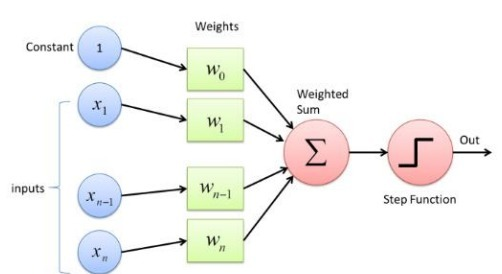 Weights
Constant 1 w₀
Weighted
Sum
x₁ w₁
Σ Out
inputs
xₙ₋₁ wₙ₋₁
Step Function
xₙ wₙ